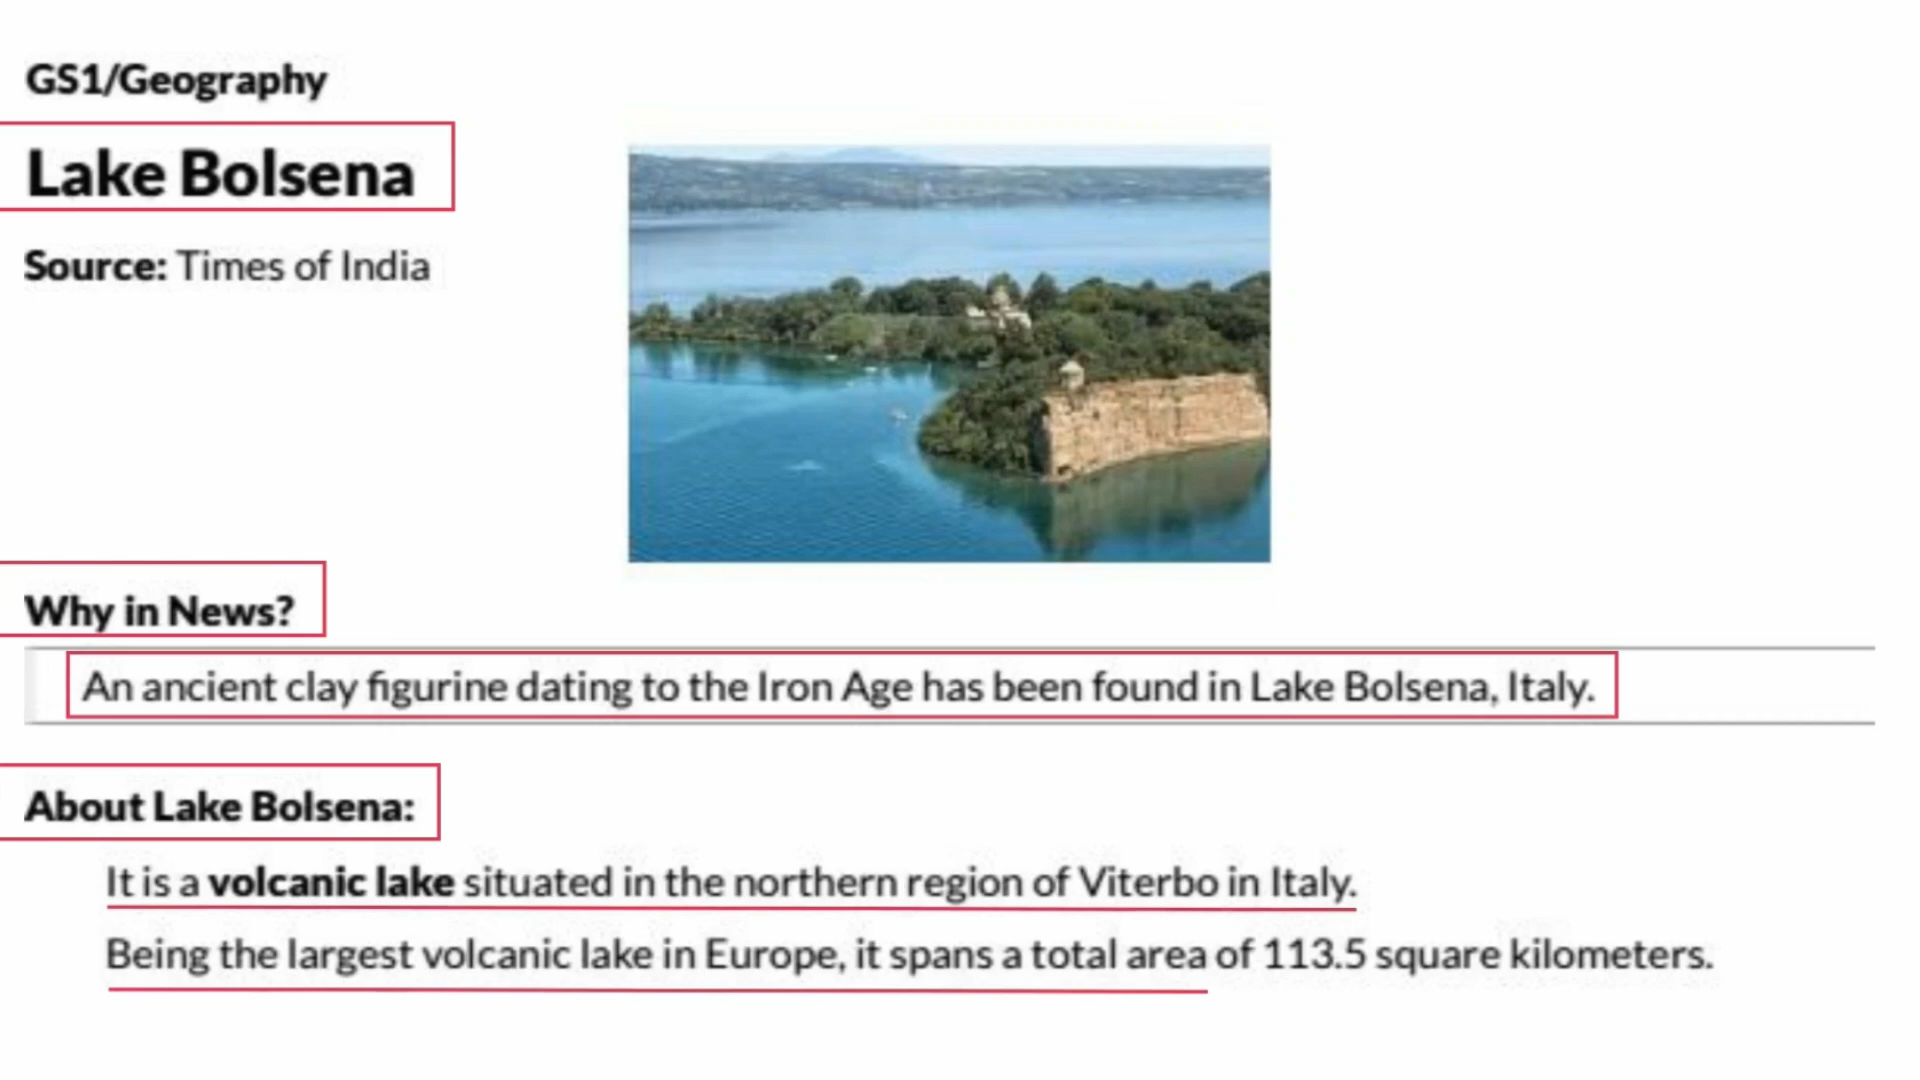 GS1/Geography
Lake Bolsena
Source: Times of India
Why in News?
An ancient clay figurine dating to the Iron Age has been found in Lake Bolsena, Italy.
About Lake Bolsena:
It is a volcanic lake situated in the northern region of Viterbo in Italy.
Being the largest volcanic lake in Europe, it spans a total area of 113.5 square kilometers.